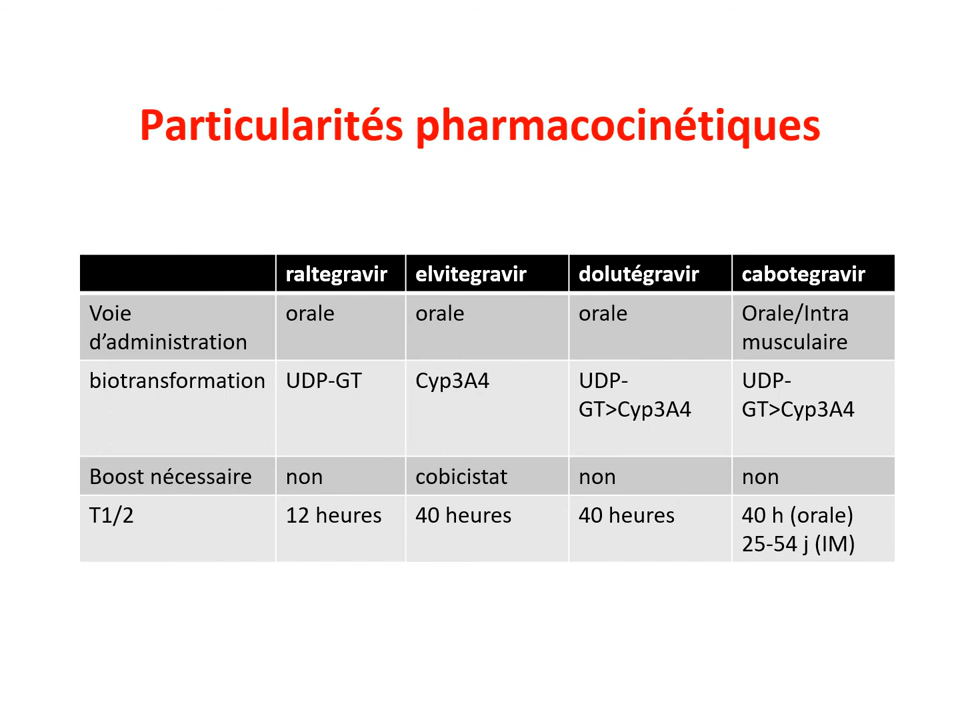 Particularités pharmacocinétiques
raltegravir elvitegravir dolutégravir cabotegravir
Voie d’administration orale orale orale Orale/Intra musculaire
biotransformation UDP-GT Cyp3A4 UDP-GT>Cyp3A4 UDP-GT>Cyp3A4
Boost nécessaire non cobicistat non non
T1/2 12 heures 40 heures 40 heures 40 h (orale)
25-54 j (IM)